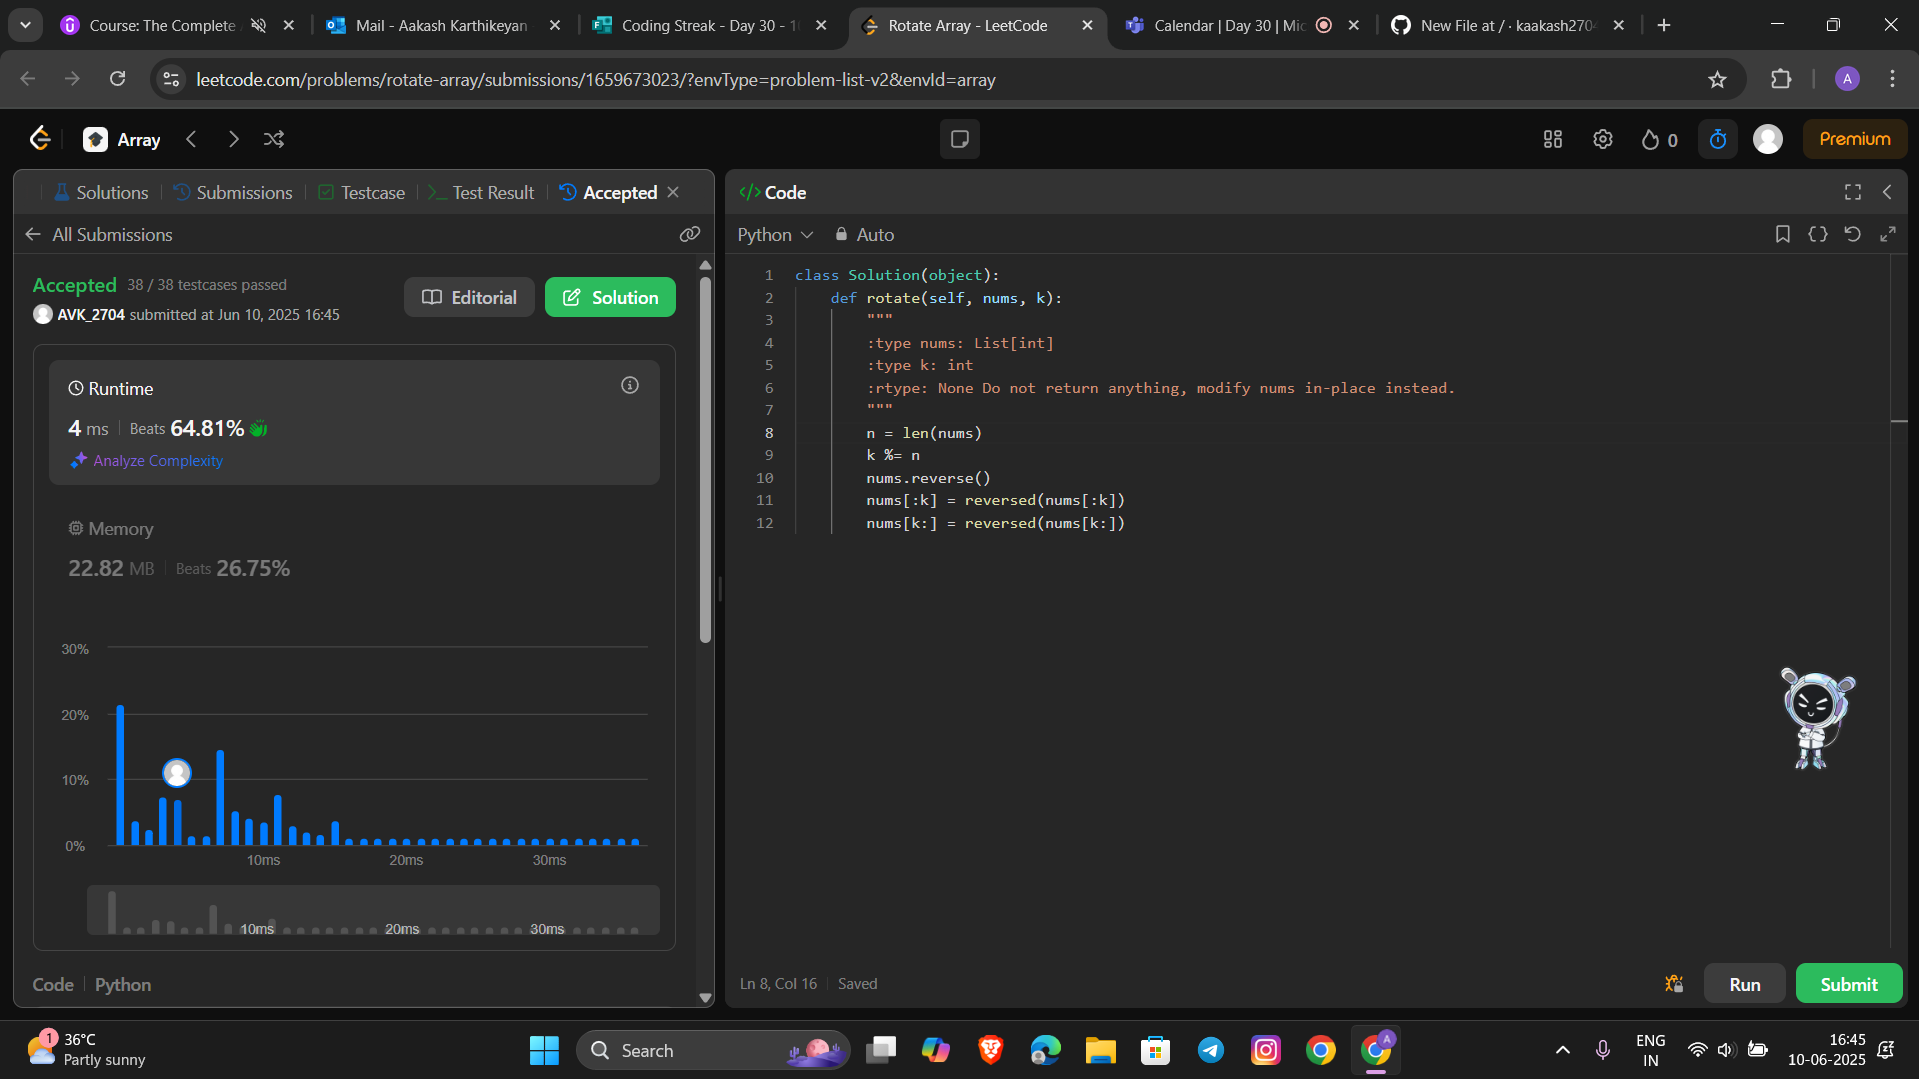 Course: The Complete
Mail - Aakash Karthikeyan
Coding Streak - Day 30 - 1
Rotate Array - LeetCode
Calendar | Day 30 | Mic
New File at / · kaakash270
leetcode.com/problems/rotate-array/submissions/1659673023/?envType=problem-list-v2&envId=array
A
Array
0
Premium
Solutions
Submissions
Testcase
Test Result
Accepted
</> Code
All Submissions
Python
Auto
Accepted 38 / 38 testcases passed
AVK_2704 submitted at Jun 10, 2025 16:45
Editorial
Solution
Runtime
4 ms Beats 64.81%
Analyze Complexity
Memory
22.82 MB Beats 26.75%
30%
20%
10%
0%
10ms 20ms 30ms
10ms 20ms 30ms
Code Python
1 class Solution(object):
2 def rotate(self, nums, k):
3 """
4 :type nums: List[int]
5 :type k: int
6 :rtype: None Do not return anything, modify nums in-place instead.
7 """
8 n = len(nums)
9 k %= n
10 nums.reverse()
11 nums[:k] = reversed(nums[:k])
12 nums[k:] = reversed(nums[k:])
Ln 8, Col 16 Saved
Run
Submit
1
36°C
Partly sunny
Search
A
ENG
IN
16:45
10-06-2025